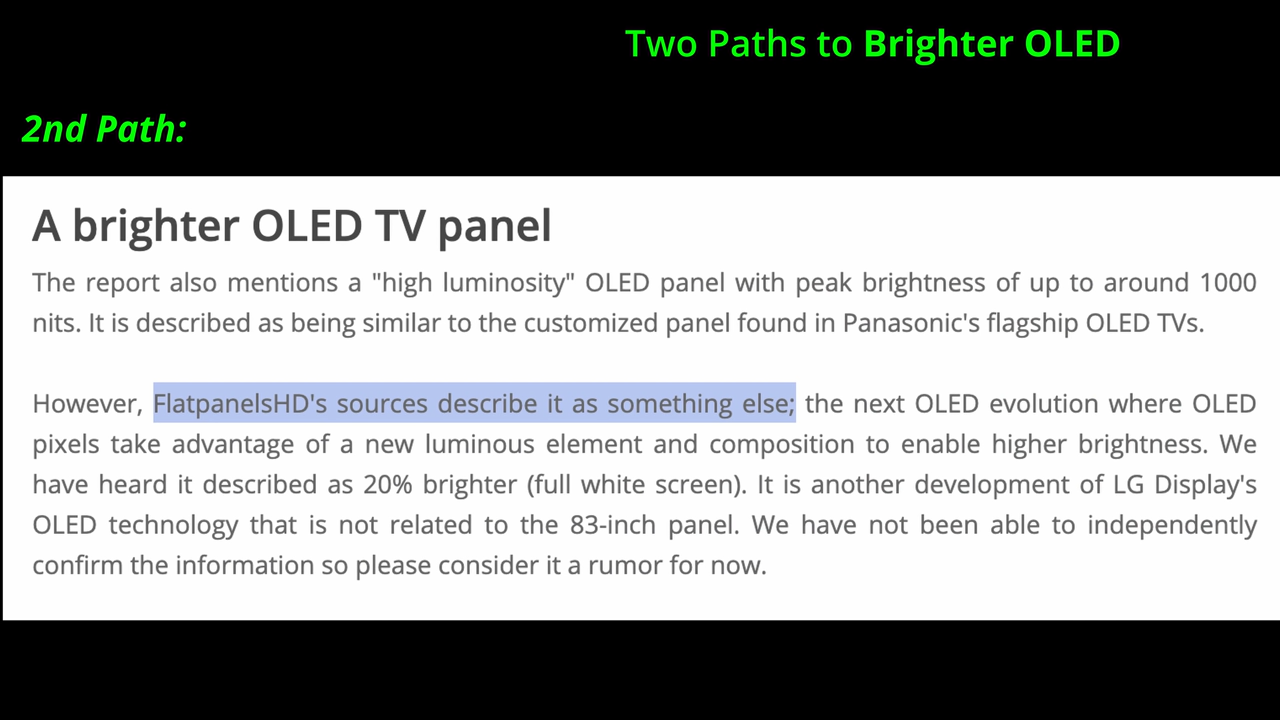 Two Paths to Brighter OLED
2nd Path:
A brighter OLED TV panel
The report also mentions a "high luminosity" OLED panel with peak brightness of up to around 1000
nits. It is described as being similar to the customized panel found in Panasonic's flagship OLED TVs.
However, FlatpanelsHD's sources describe it as something else; the next OLED evolution where OLED
pixels take advantage of a new luminous element and composition to enable higher brightness. We
have heard it described as 20% brighter (full white screen). It is another development of LG Display's
OLED technology that is not related to the 83-inch panel. We have not been able to independently
confirm the information so please consider it a rumor for now.